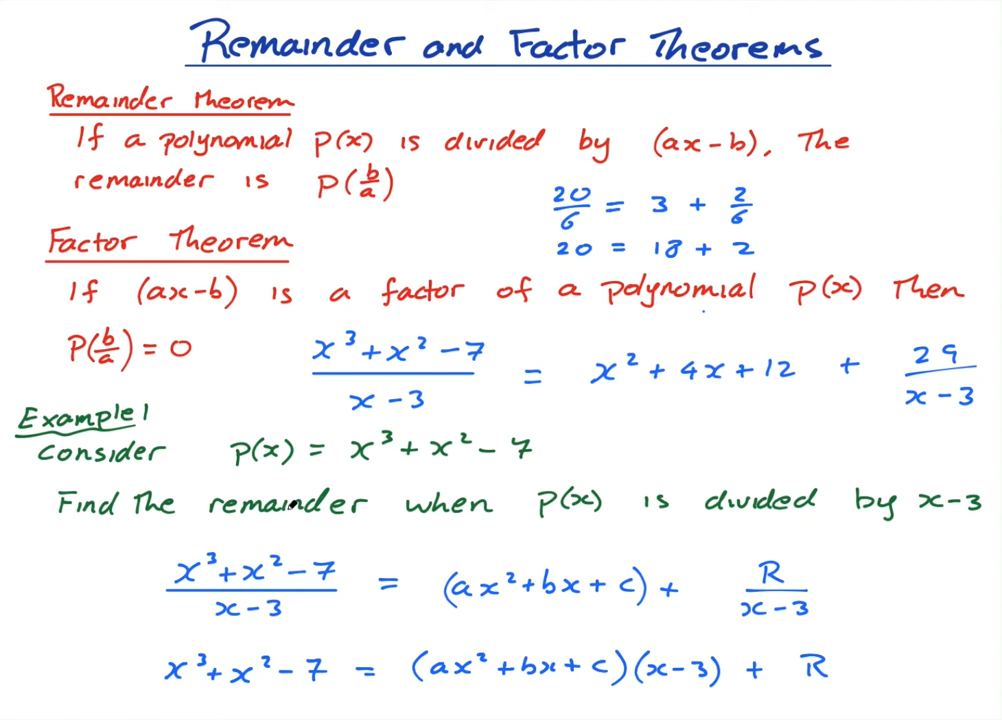 Remainder and Factor Theorems
Remainder theorem
If a polynomial P(x) is divided by (ax-b), The
remainder is P(b/a)
20/6 = 3 + 2/6
20 = 18 + 2
Factor Theorem
If (ax-b) is a factor of a polynomial P(x) Then
P(b/a) = 0
x³+x²-7/x-3 = x²+4x+12 + 29/x-3
Example 1
Consider P(x) = x³+x²-7
Find The remainder when P(x) is divided by x-3
x³+x²-7/x-3 = (ax²+bx+c) + R/x-3
x³+x²-7 = (ax²+bx+c)(x-3) + R